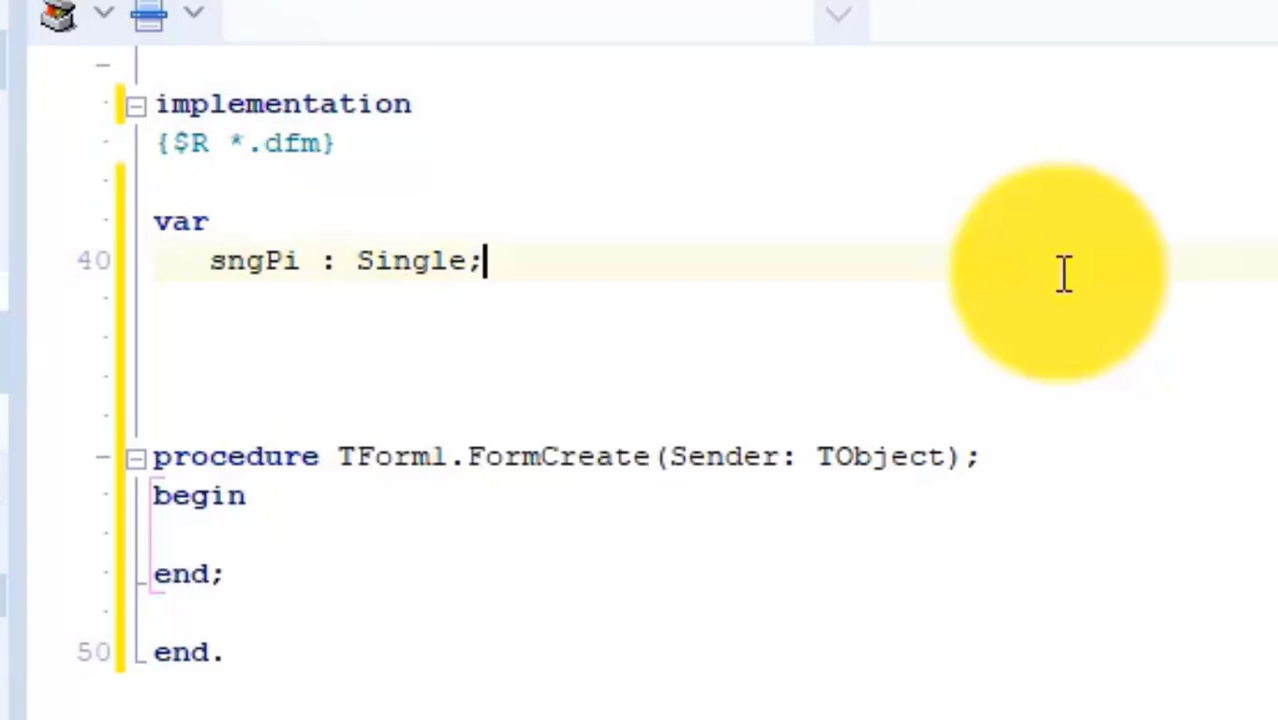 implementation
{$R *.dfm}
var
40 sngPi : Single;
procedure TForm1.FormCreate(Sender: TObject);
begin
end;
50 end.